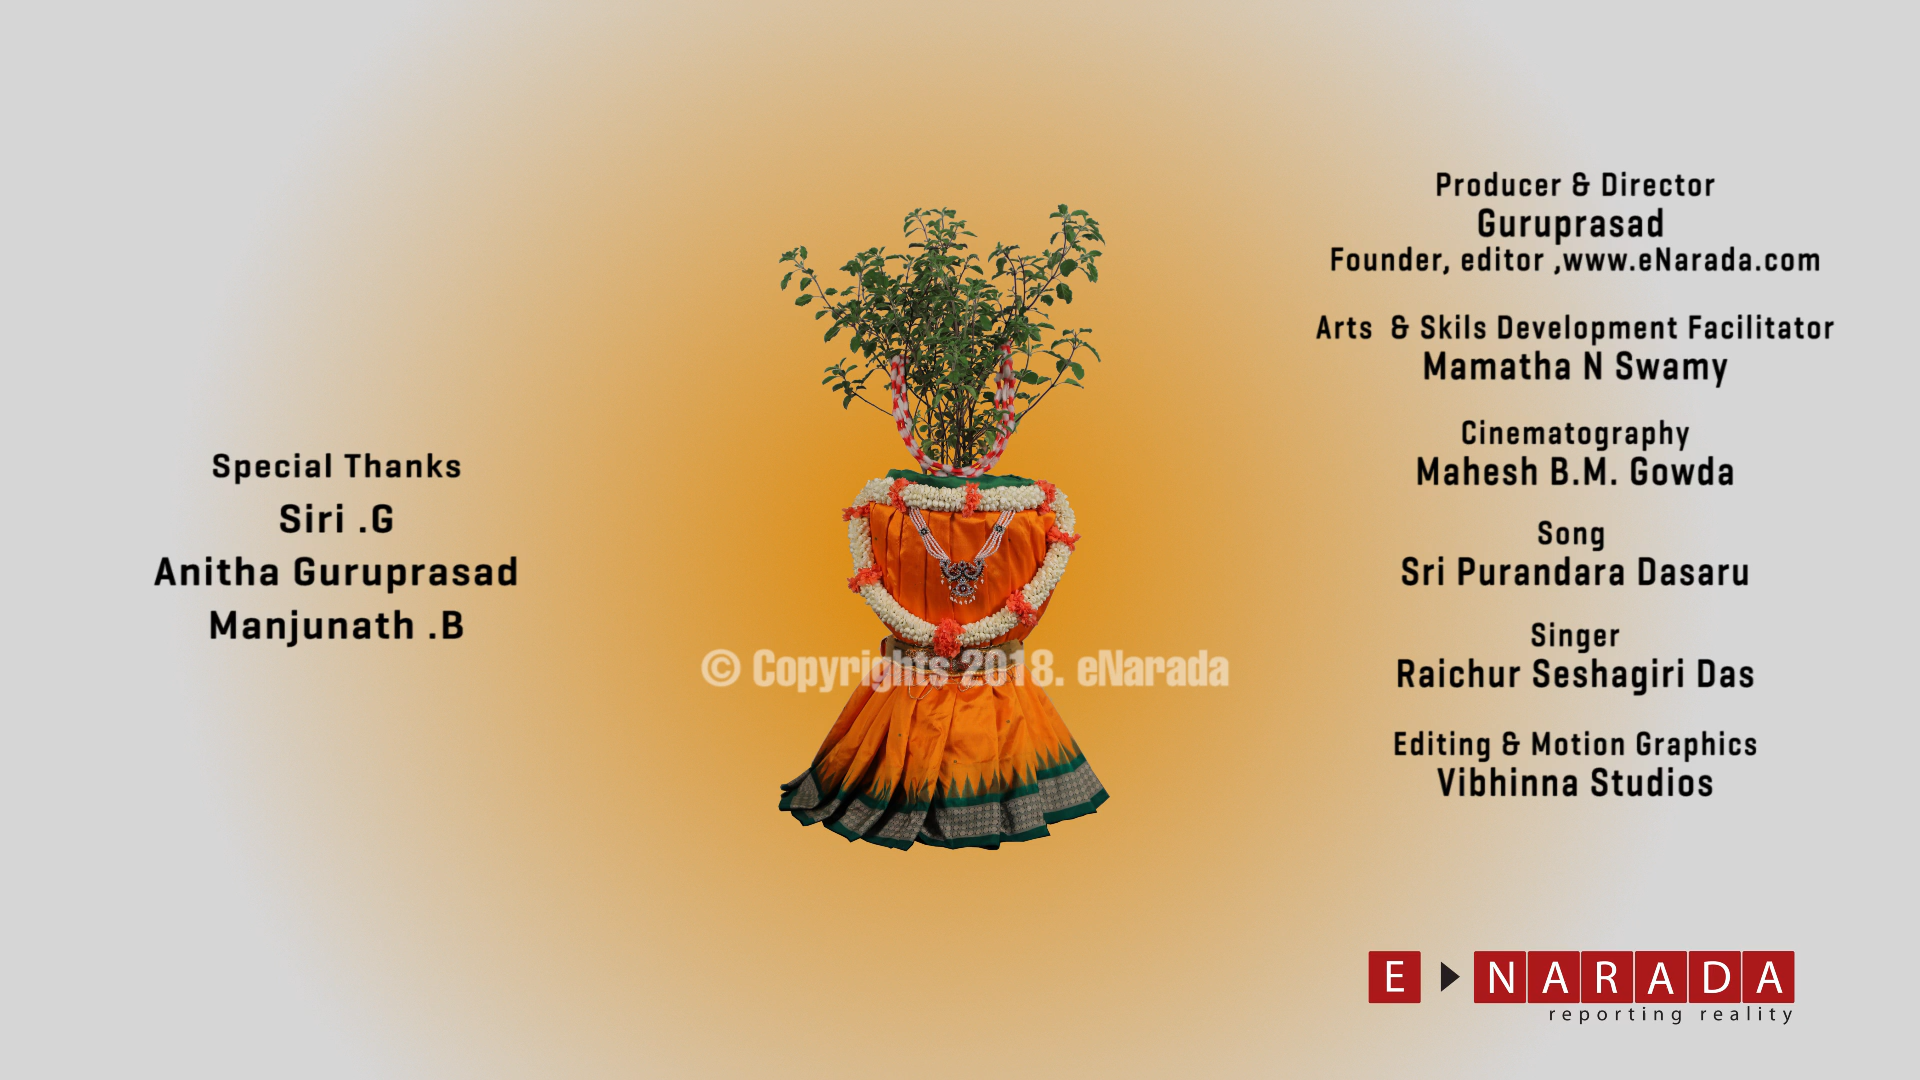 Special Thanks
Siri .G
Anitha Guruprasad
Manjunath .B
© Copyrights 2018. eNarada
Producer & Director
Guruprasad
Founder, editor ,www.eNarada.com
Arts & Skils Development Facilitator
Mamatha N Swamy
Cinematography
Mahesh B.M. Gowda
Song
Sri Purandara Dasaru
Singer
Raichur Seshagiri Das
Editing & Motion Graphics
Vibhinna Studios
E NARADA
reporting reality